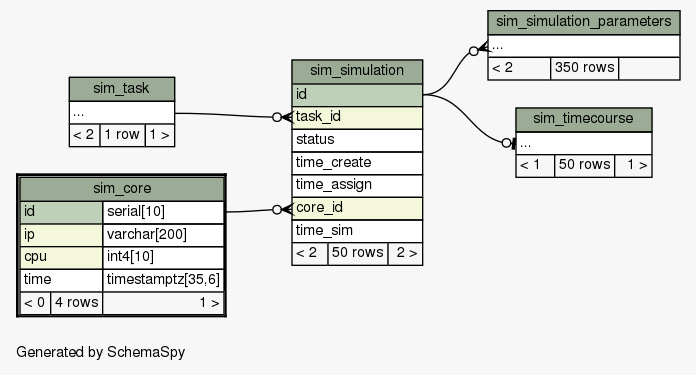 sim_simulation_parameters
...
< 2 350 rows
sim_simulation
id
task_id
status
time_create
time_assign
core_id
time_sim
< 2 50 rows 2 >
sim_task
...
< 2 1 row 1 >
sim_timecourse
...
< 1 50 rows 1 >
sim_core
id serial[10]
ip varchar[200]
cpu int4[10]
time timestamptz[35,6]
< 0 4 rows 1 >
Generated by SchemaSpy